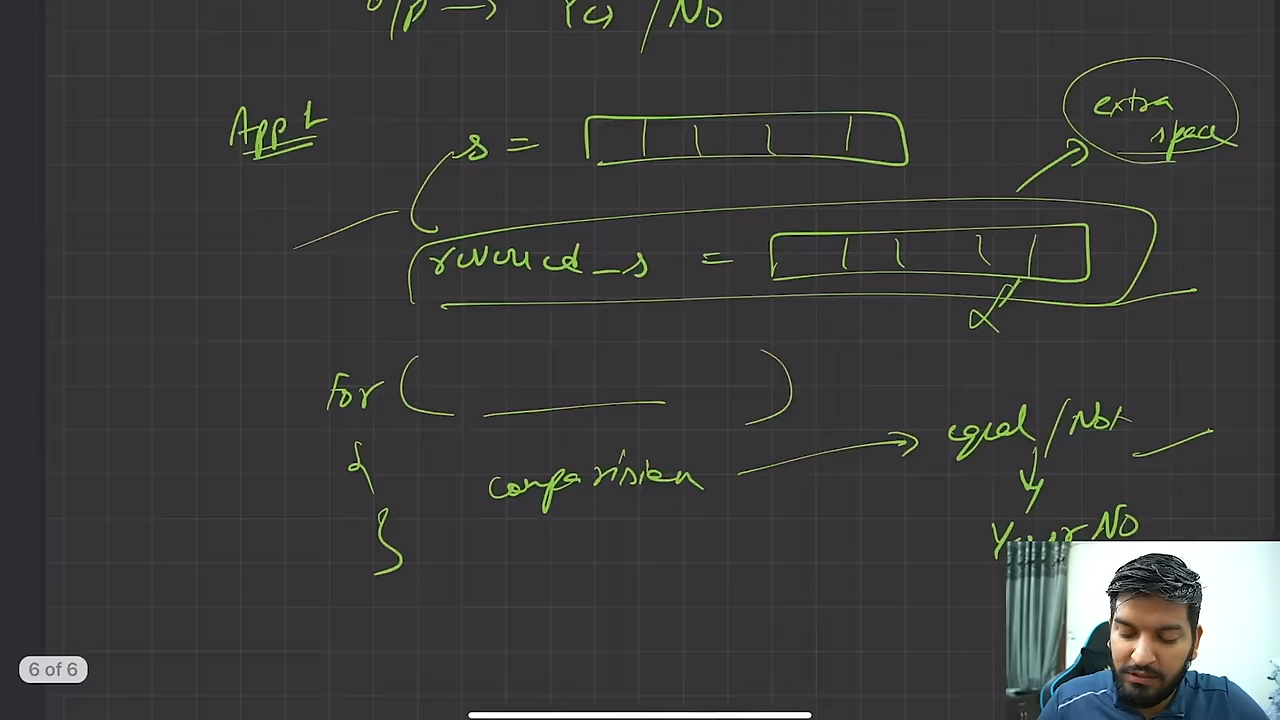 o/p → Yes / No
App 1
extra
space
s =
reversed_s =
For ( )
{
comparision → equal / Not
}
Yes or No
6 of 6